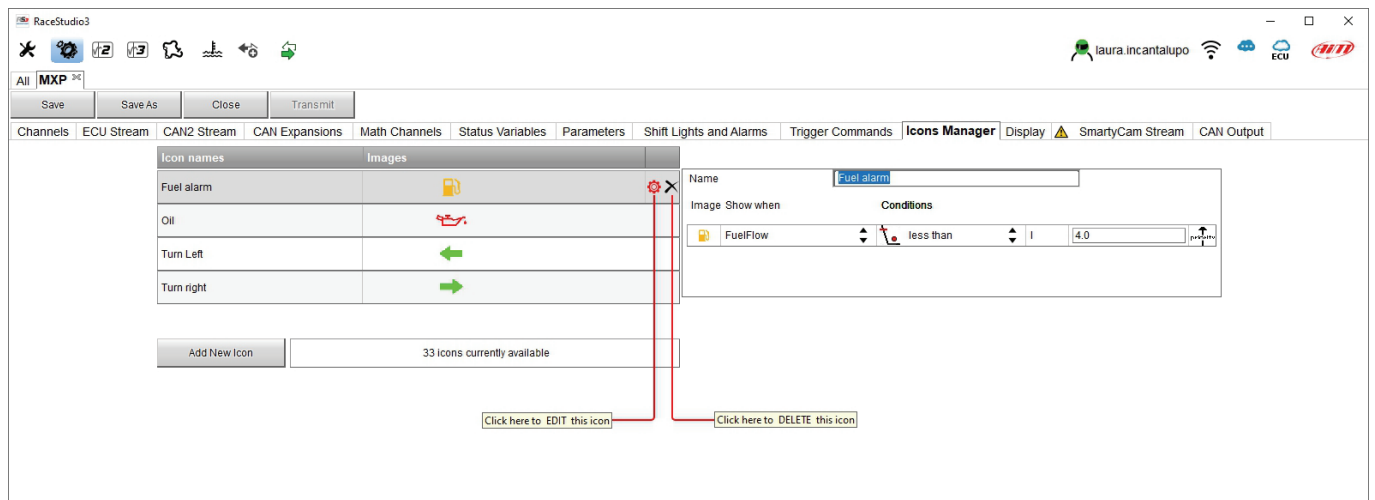 RaceStudio3
laura.incantalupo ECU AiM
All MXP
Save Save As Close Transmit
Channels ECU Stream CAN2 Stream CAN Expansions Math Channels Status Variables Parameters Shift Lights and Alarms Trigger Commands Icons Manager Display SmartyCam Stream CAN Output
Icon names Images
Fuel alarm
Oil
Turn Left
Turn right
Add New Icon 33 icons currently available
Name Fuel alarm
Image Show when Conditions
FuelFlow less than l 4.0
Click here to EDIT this icon Click here to DELETE this icon